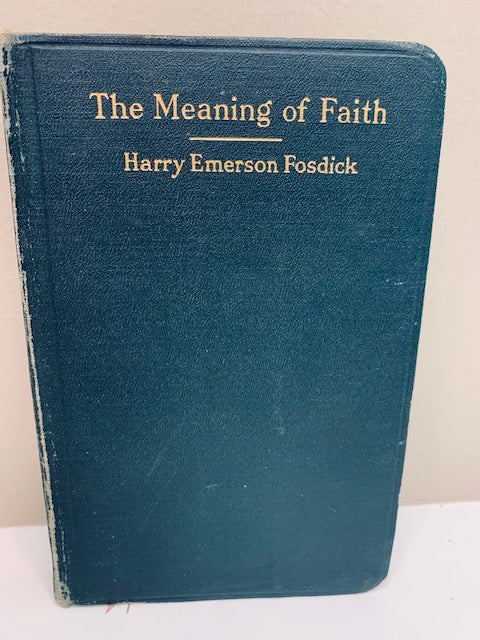 The Meaning of Faith
Harry Emerson Fosdick